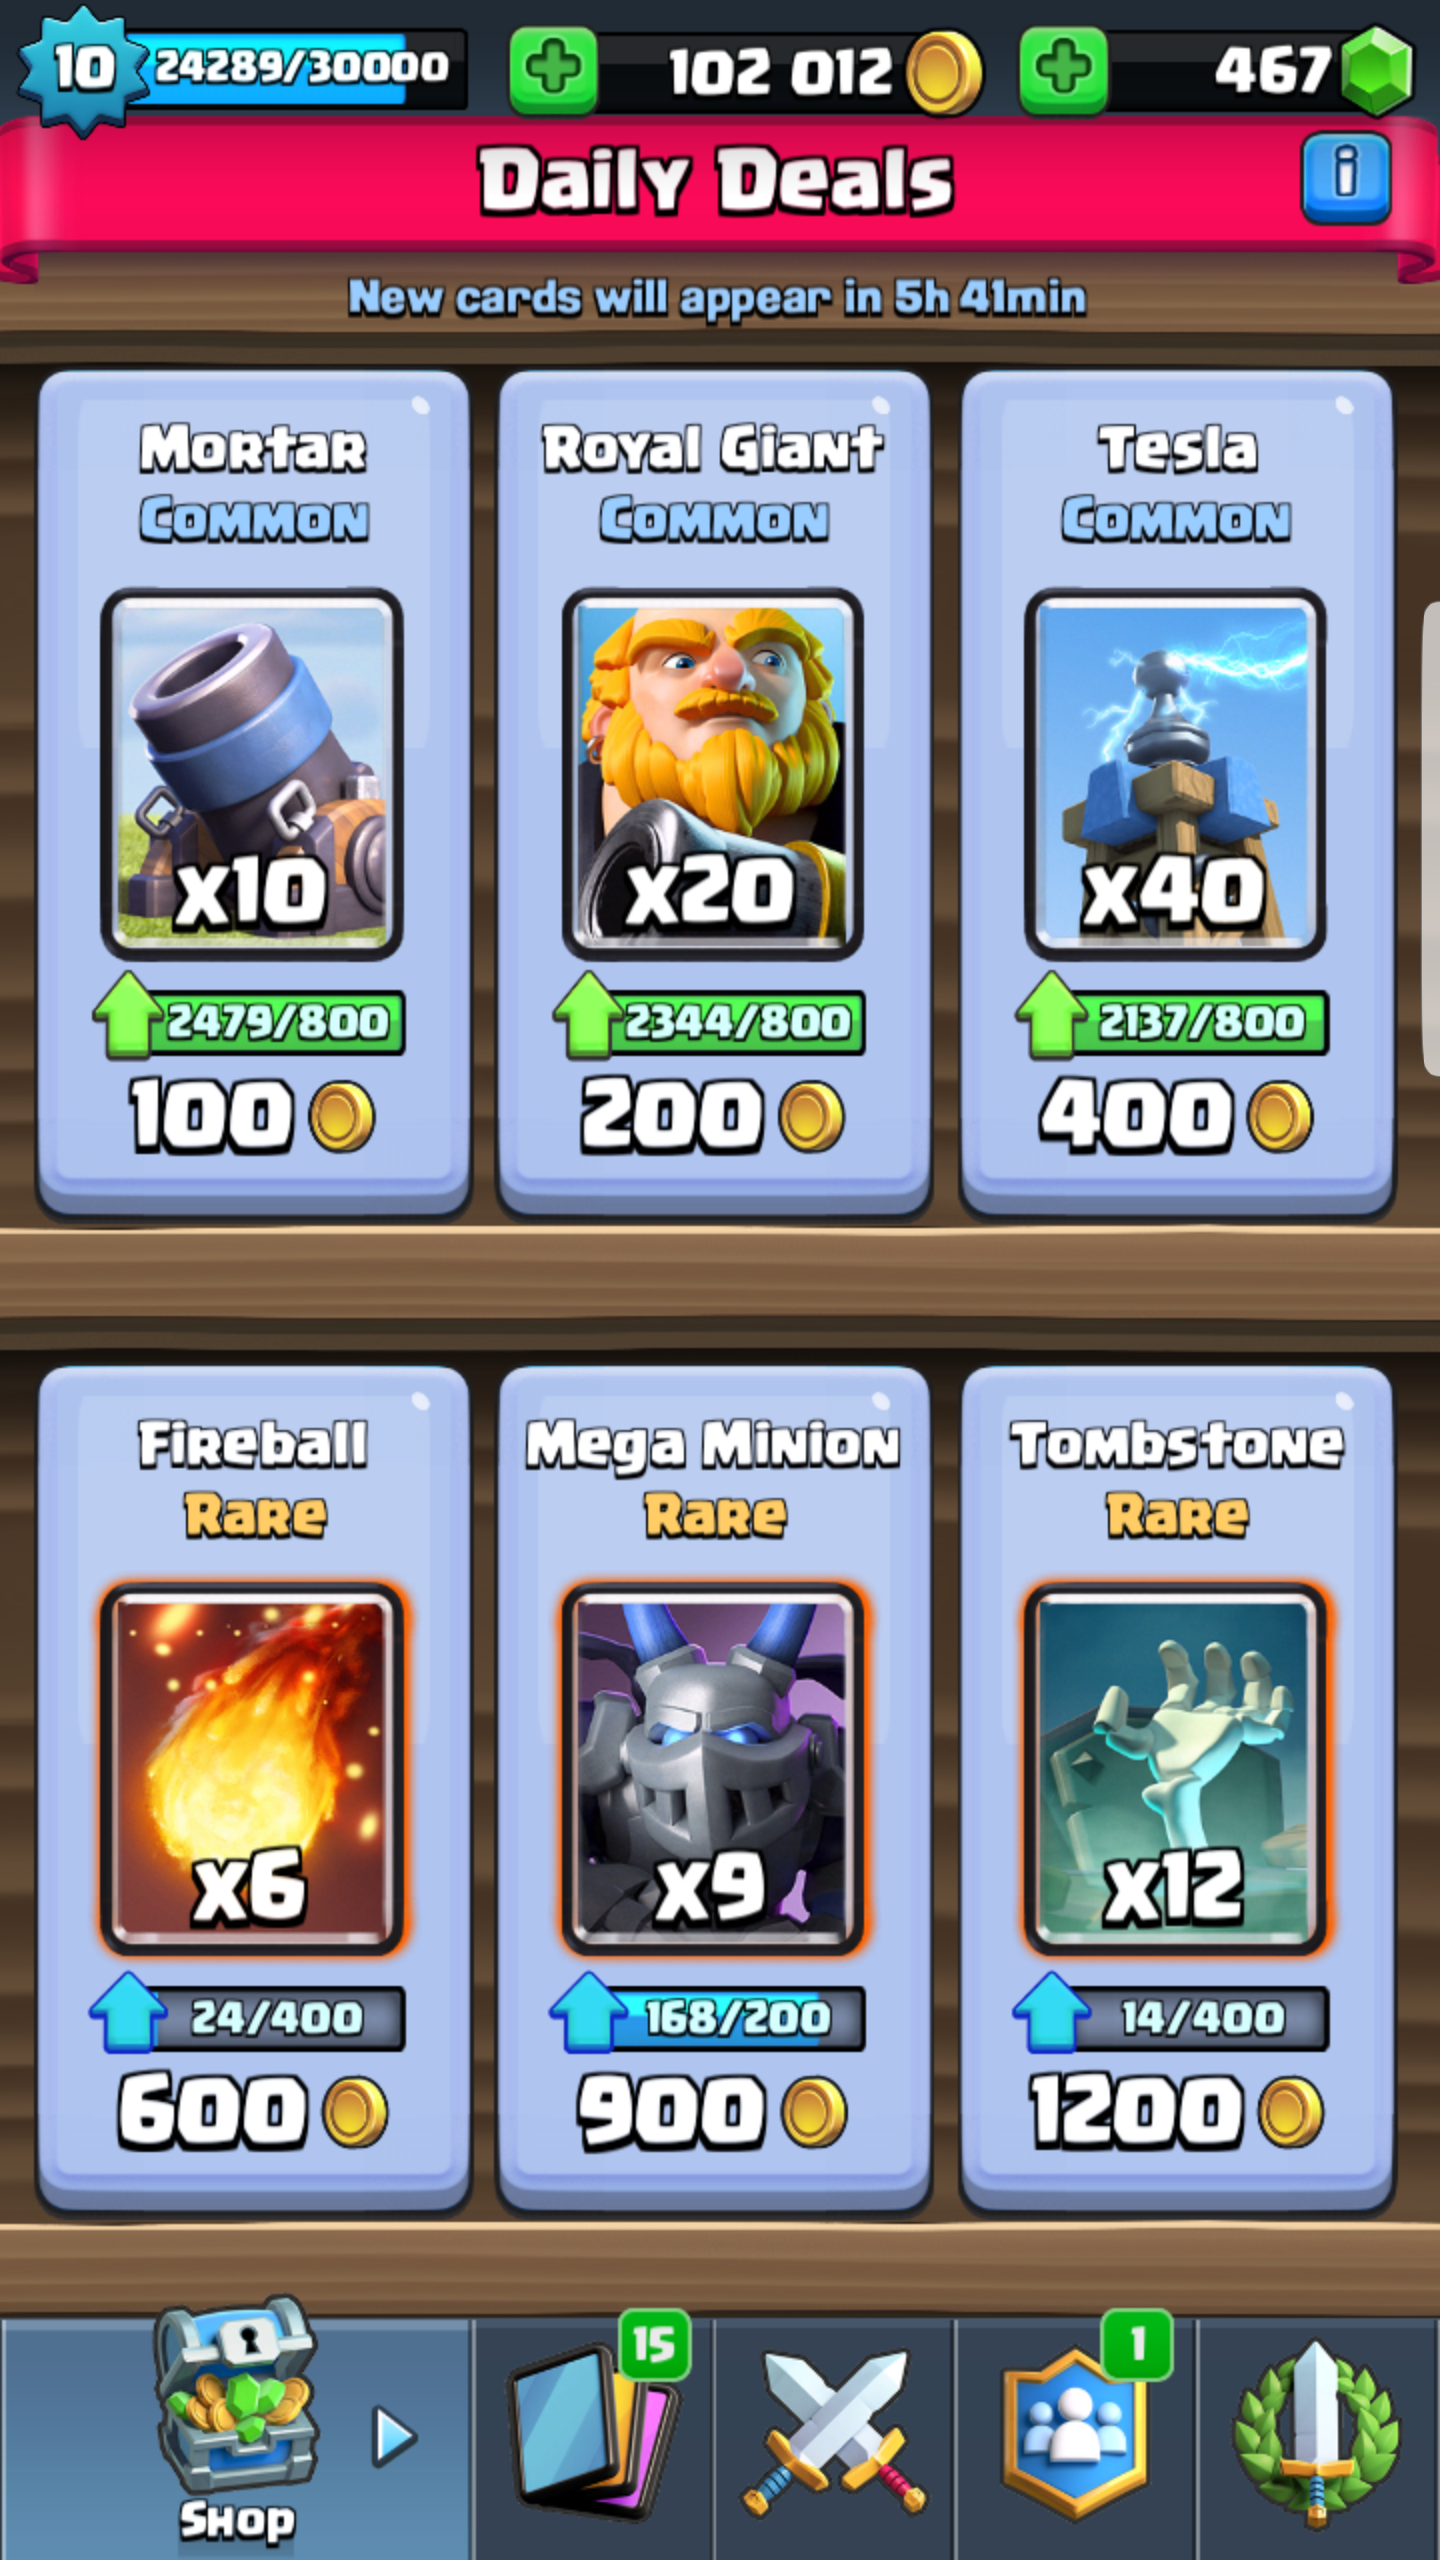 10 24289/30000 102 012 467
Daily Deals
i
New cards will appear in 5h 41min
Mortar Royal Giant Tesla
Common Common Common
x10 x20 x40
2479/800 2344/800 2137/800
100 200 400
Fireball Mega Minion Tombstone
Rare Rare Rare
x6 x9 x12
24/400 168/200 14/400
600 900 1200
15 1
Shop